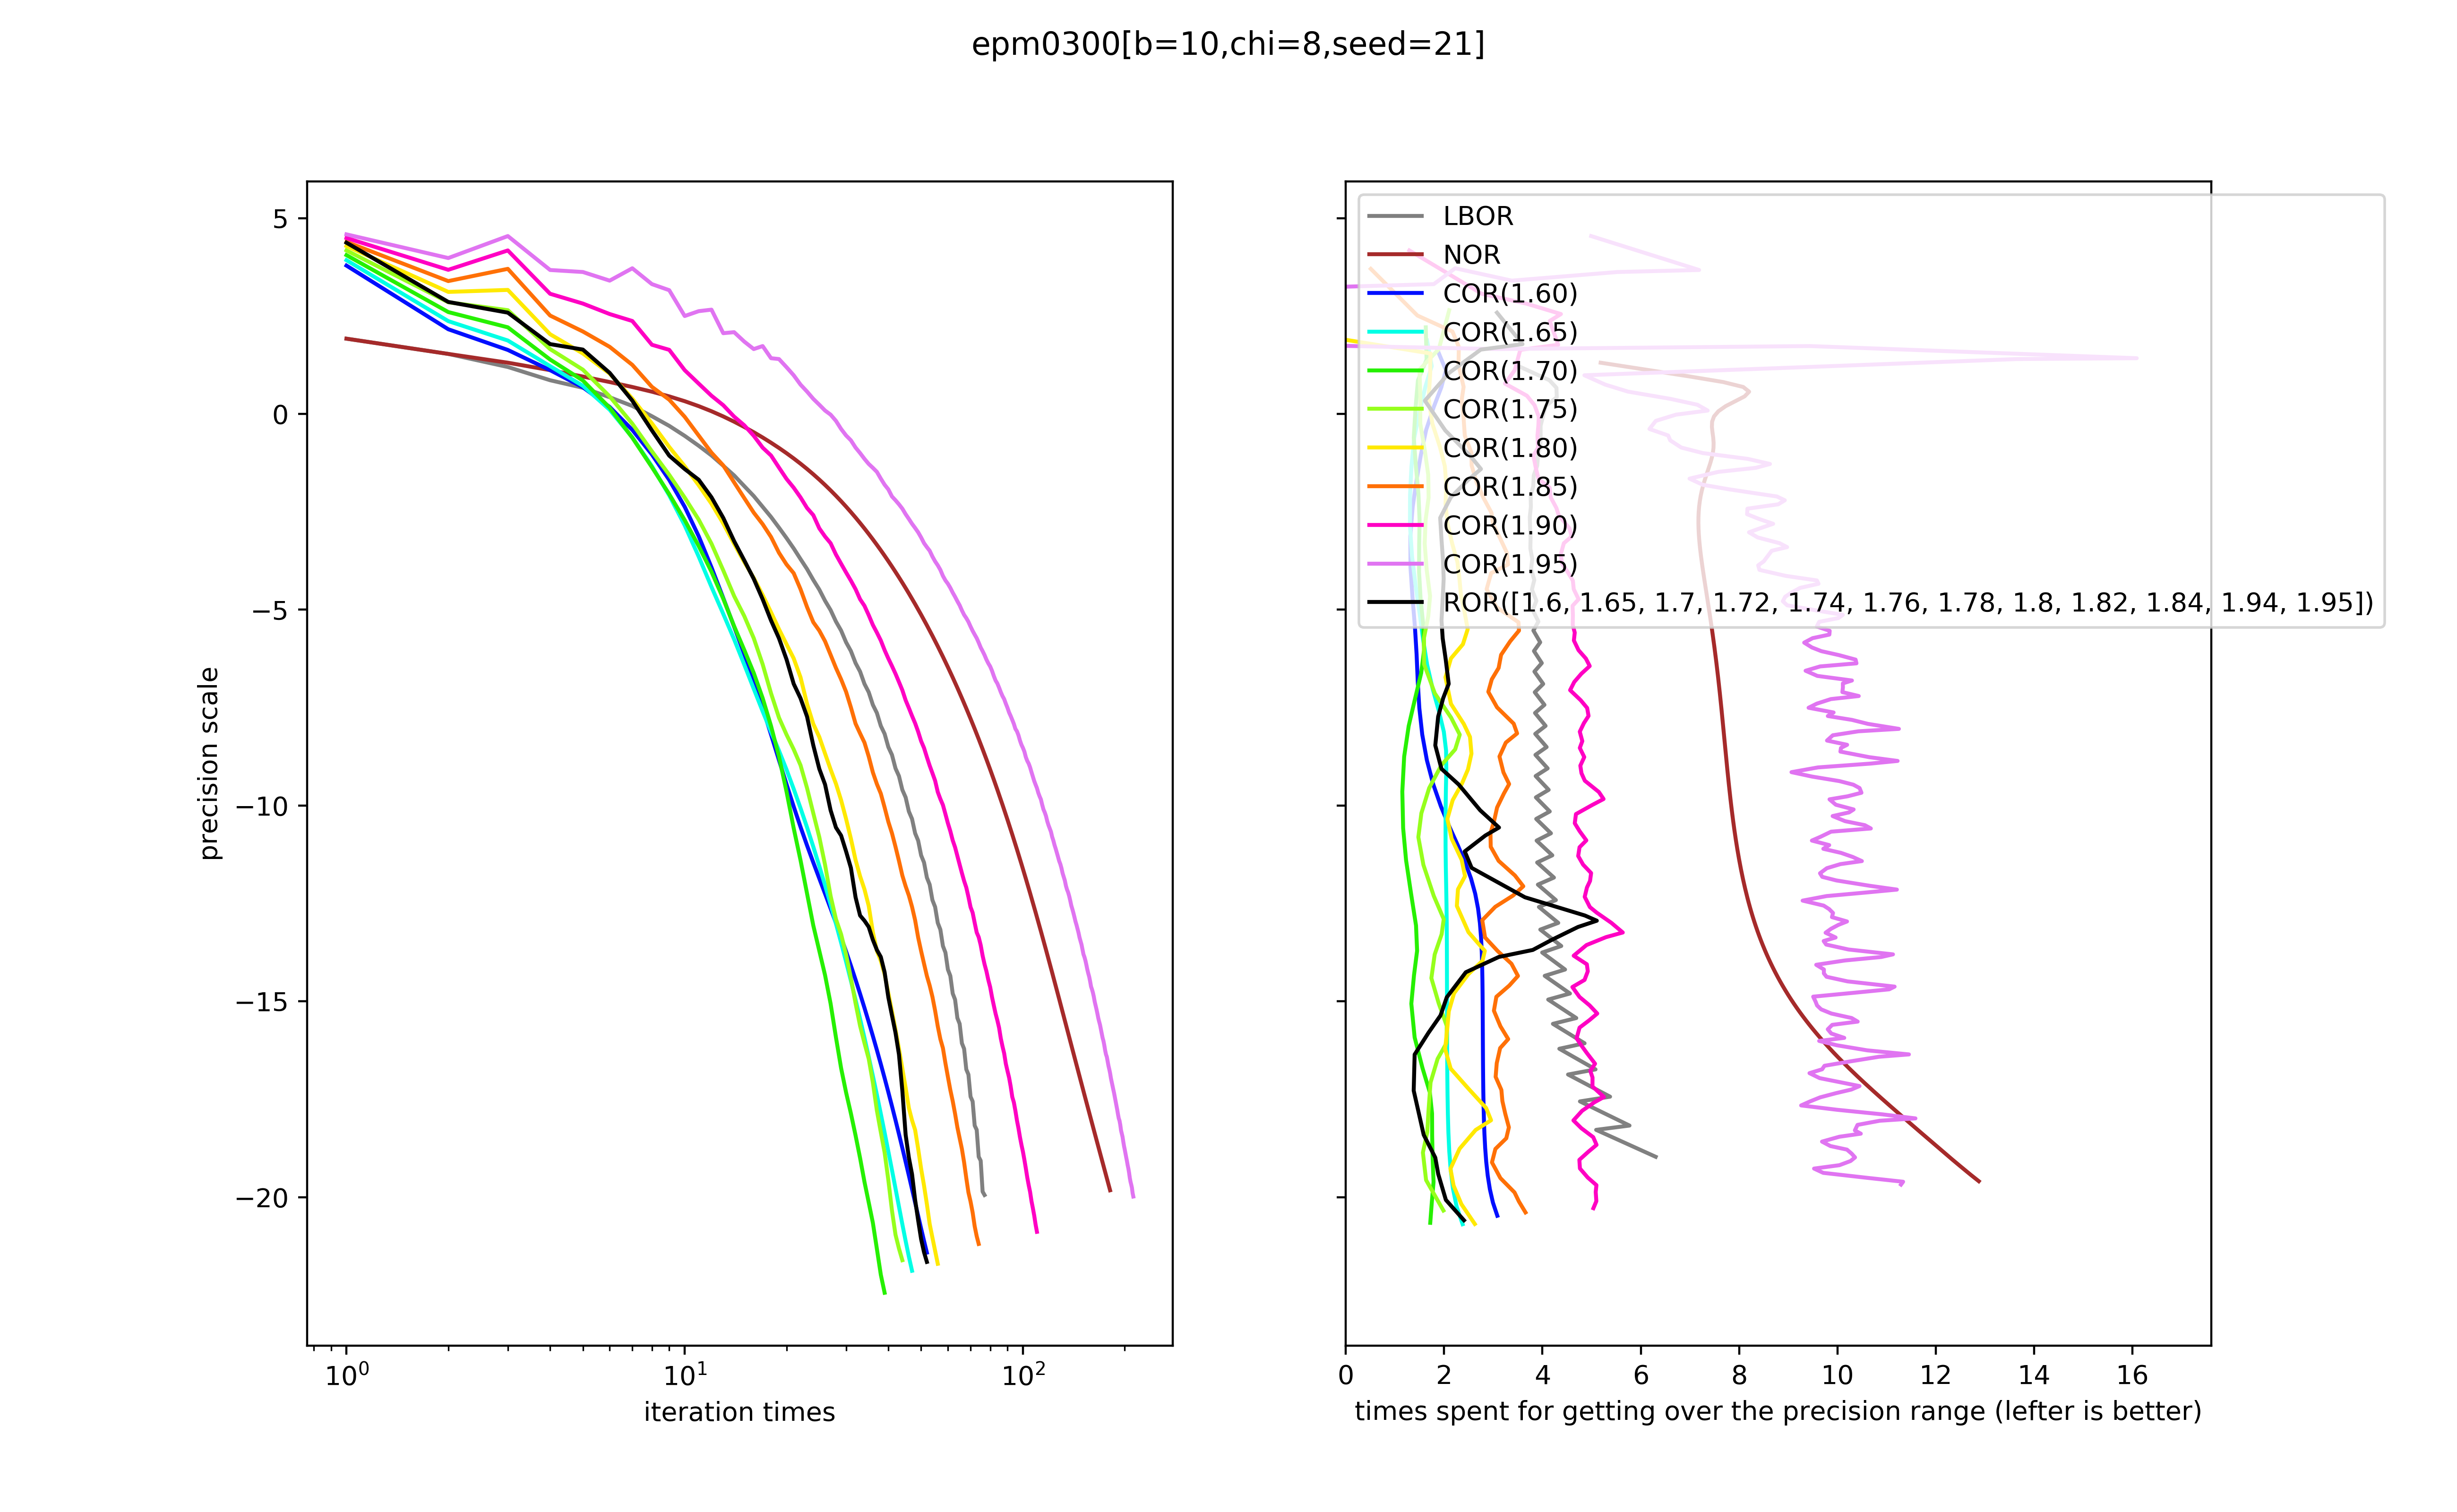 epm0300[b=10,chi=8,seed=21]
5
0
−5
−10
−15
−20
precision scale
10^0
10^1
10^2
iteration times
LBOR
NOR
COR(1.60)
COR(1.65)
COR(1.70)
COR(1.75)
COR(1.80)
COR(1.85)
COR(1.90)
COR(1.95)
ROR([1.6, 1.65, 1.7, 1.72, 1.74, 1.76, 1.78, 1.8, 1.82, 1.84, 1.94, 1.95])
0 2 4 6 8 10 12 14 16
times spent for getting over the precision range (lefter is better)